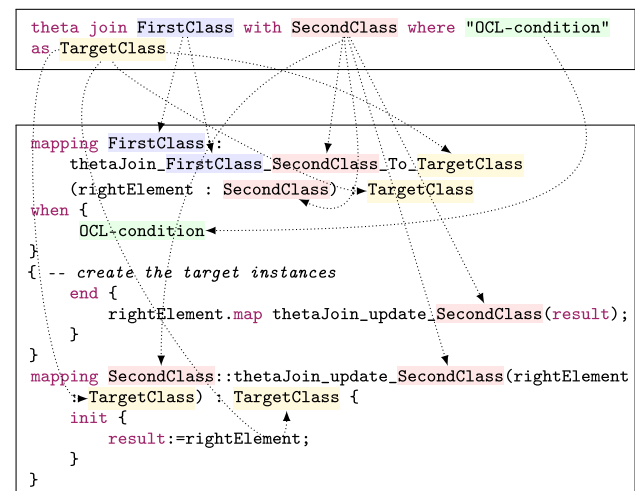 theta join FirstClass with SecondClass where "OCL-condition"
as TargetClass
mapping FirstClass::
thetaJoin_FirstClass_SecondClass_To_TargetClass
(rightElement : SecondClass) : TargetClass
when {
OCL-condition
}
{ -- create the target instances
end {
rightElement.map thetaJoin_update_SecondClass(result);
}
}
mapping SecondClass::thetaJoin_update_SecondClass(rightElement
: TargetClass) : TargetClass {
init {
result:=rightElement;
}
}